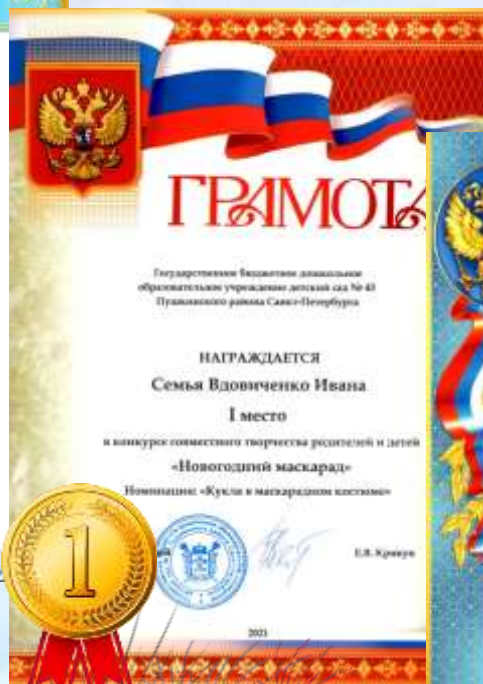 ГРАМОТА
Государственное бюджетное дошкольное
образовательное учреждение детский сад № 43
Пушкинского района Санкт-Петербурга
НАГРАЖДАЕТСЯ
Семья Вдовиченко Ивана
I место
в конкурсе совместного творчества родителей и детей
«Новогодний маскарад»
Номинация: «Кукла в маскарадном костюме»
Е.В. Кривун
1
2021